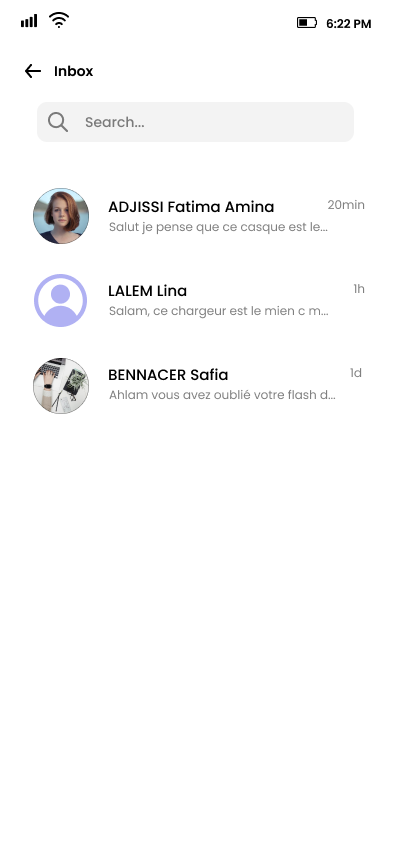 6:22 PM
Inbox
Search...
ADJISSI Fatima Amina
20min
Salut je pense que ce casque est le...
LALEM Lina
1h
Salam, ce chargeur est le mien c m...
BENNACER Safia
1d
Ahlam vous avez oublié votre flash d...